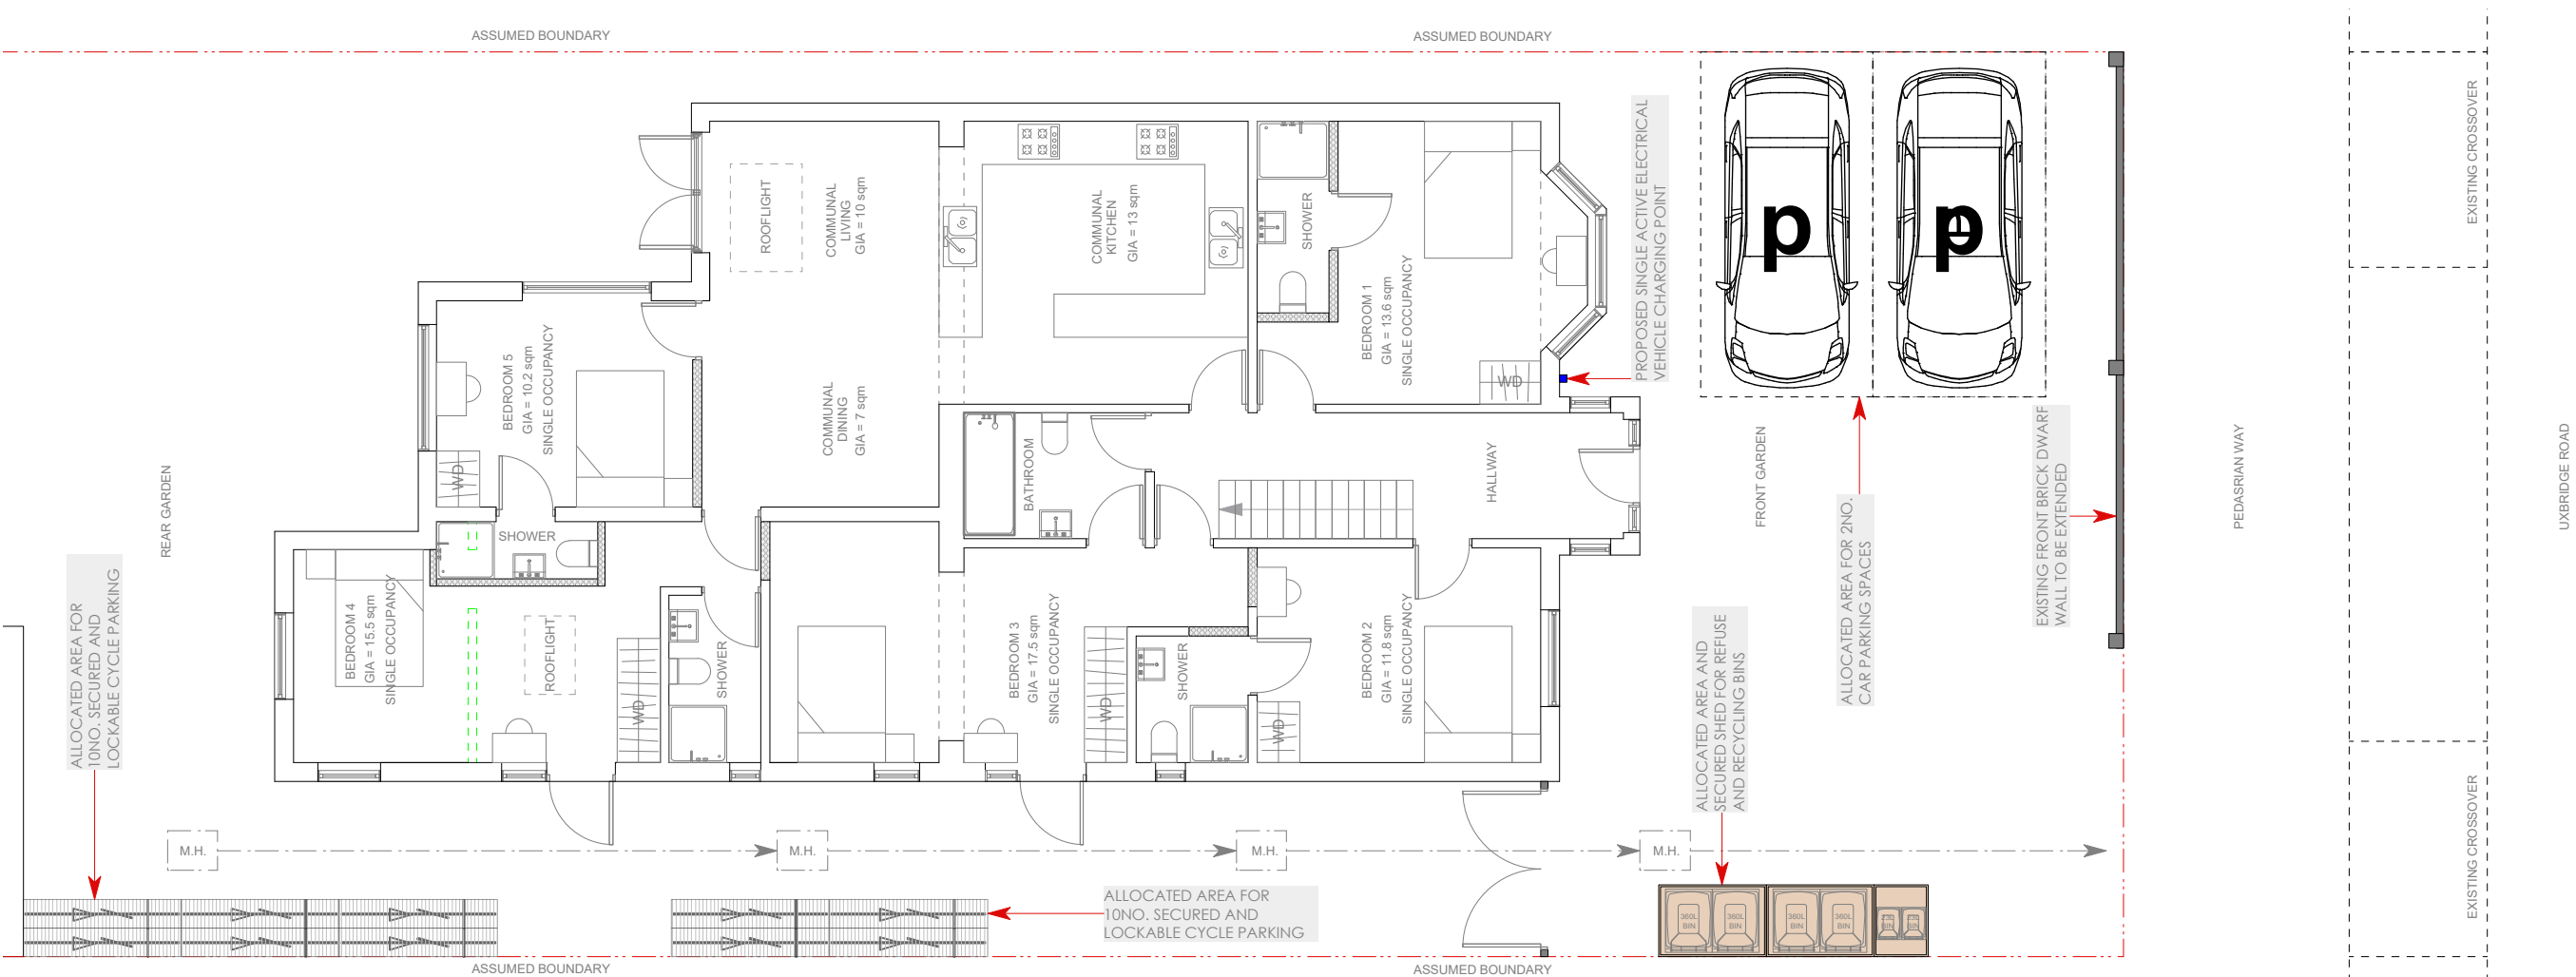 ASSUMED BOUNDARY
ASSUMED BOUNDARY
EXISTING CROSSOVER
PROPOSED SINGLE ACTIVE ELECTRICAL
VEHICLE CHARGING POINT
p
p
e
ROOFLIGHT
COMMUNAL
LIVING
GIA = 10 sqm
COMMUNAL
KITCHEN
GIA = 13 sqm
SHOWER
BEDROOM 1
GIA = 13.6 sqm
SINGLE OCCUPANCY
WD
BEDROOM 5
GIA = 10.2 sqm
SINGLE OCCUPANCY
WD
COMMUNAL
DINING
GIA = 7 sqm
BATHROOM
HALLWAY
FRONT GARDEN
ALLOCATED AREA FOR 2NO.
CAR PARKING SPACES
EXISTING FRONT BRICK DWARF
WALL TO BE EXTENDED
PEDASRIAN WAY
UXBRIDGE ROAD
REAR GARDEN
ALLOCATED AREA FOR
10NO. SECURED AND
LOCKABLE CYCLE PARKING
SHOWER
BEDROOM 4
GIA = 15.5 sqm
SINGLE OCCUPANCY
ROOFLIGHT
WD
SHOWER
BEDROOM 3
GIA = 17.5 sqm
SINGLE OCCUPANCY
WD
SHOWER
BEDROOM 2
GIA = 11.8 sqm
SINGLE OCCUPANCY
WD
ALLOCATED AREA AND
SECURED SHED FOR REFUSE
AND RECYCLING BINS
EXISTING CROSSOVER
M.H.
M.H.
M.H.
M.H.
ALLOCATED AREA FOR
10NO. SECURED AND
LOCKABLE CYCLE PARKING
360L
BIN
360L
BIN
360L
BIN
360L
BIN
BIN
BIN
ASSUMED BOUNDARY
ASSUMED BOUNDARY